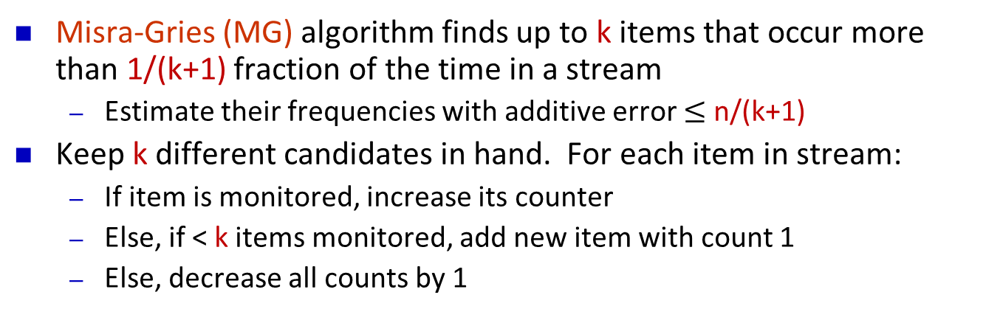 ■ Misra-Gries (MG) algorithm finds up to k items that occur more
than 1/(k+1) fraction of the time in a stream
– Estimate their frequencies with additive error ≤ n/(k+1)
■ Keep k different candidates in hand.  For each item in stream:
– If item is monitored, increase its counter
– Else, if < k items monitored, add new item with count 1
– Else, decrease all counts by 1